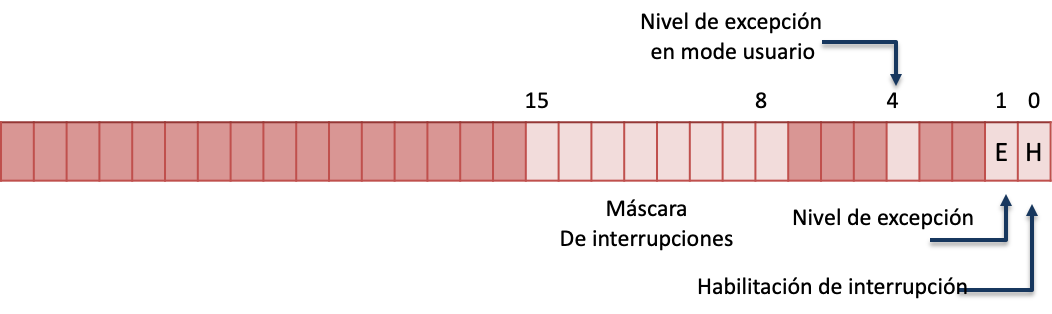 Nivel de excepción
en mode usuario
15 8 4 1 0
E H
Máscara
De interrupciones
Nivel de excepción
Habilitación de interrupción